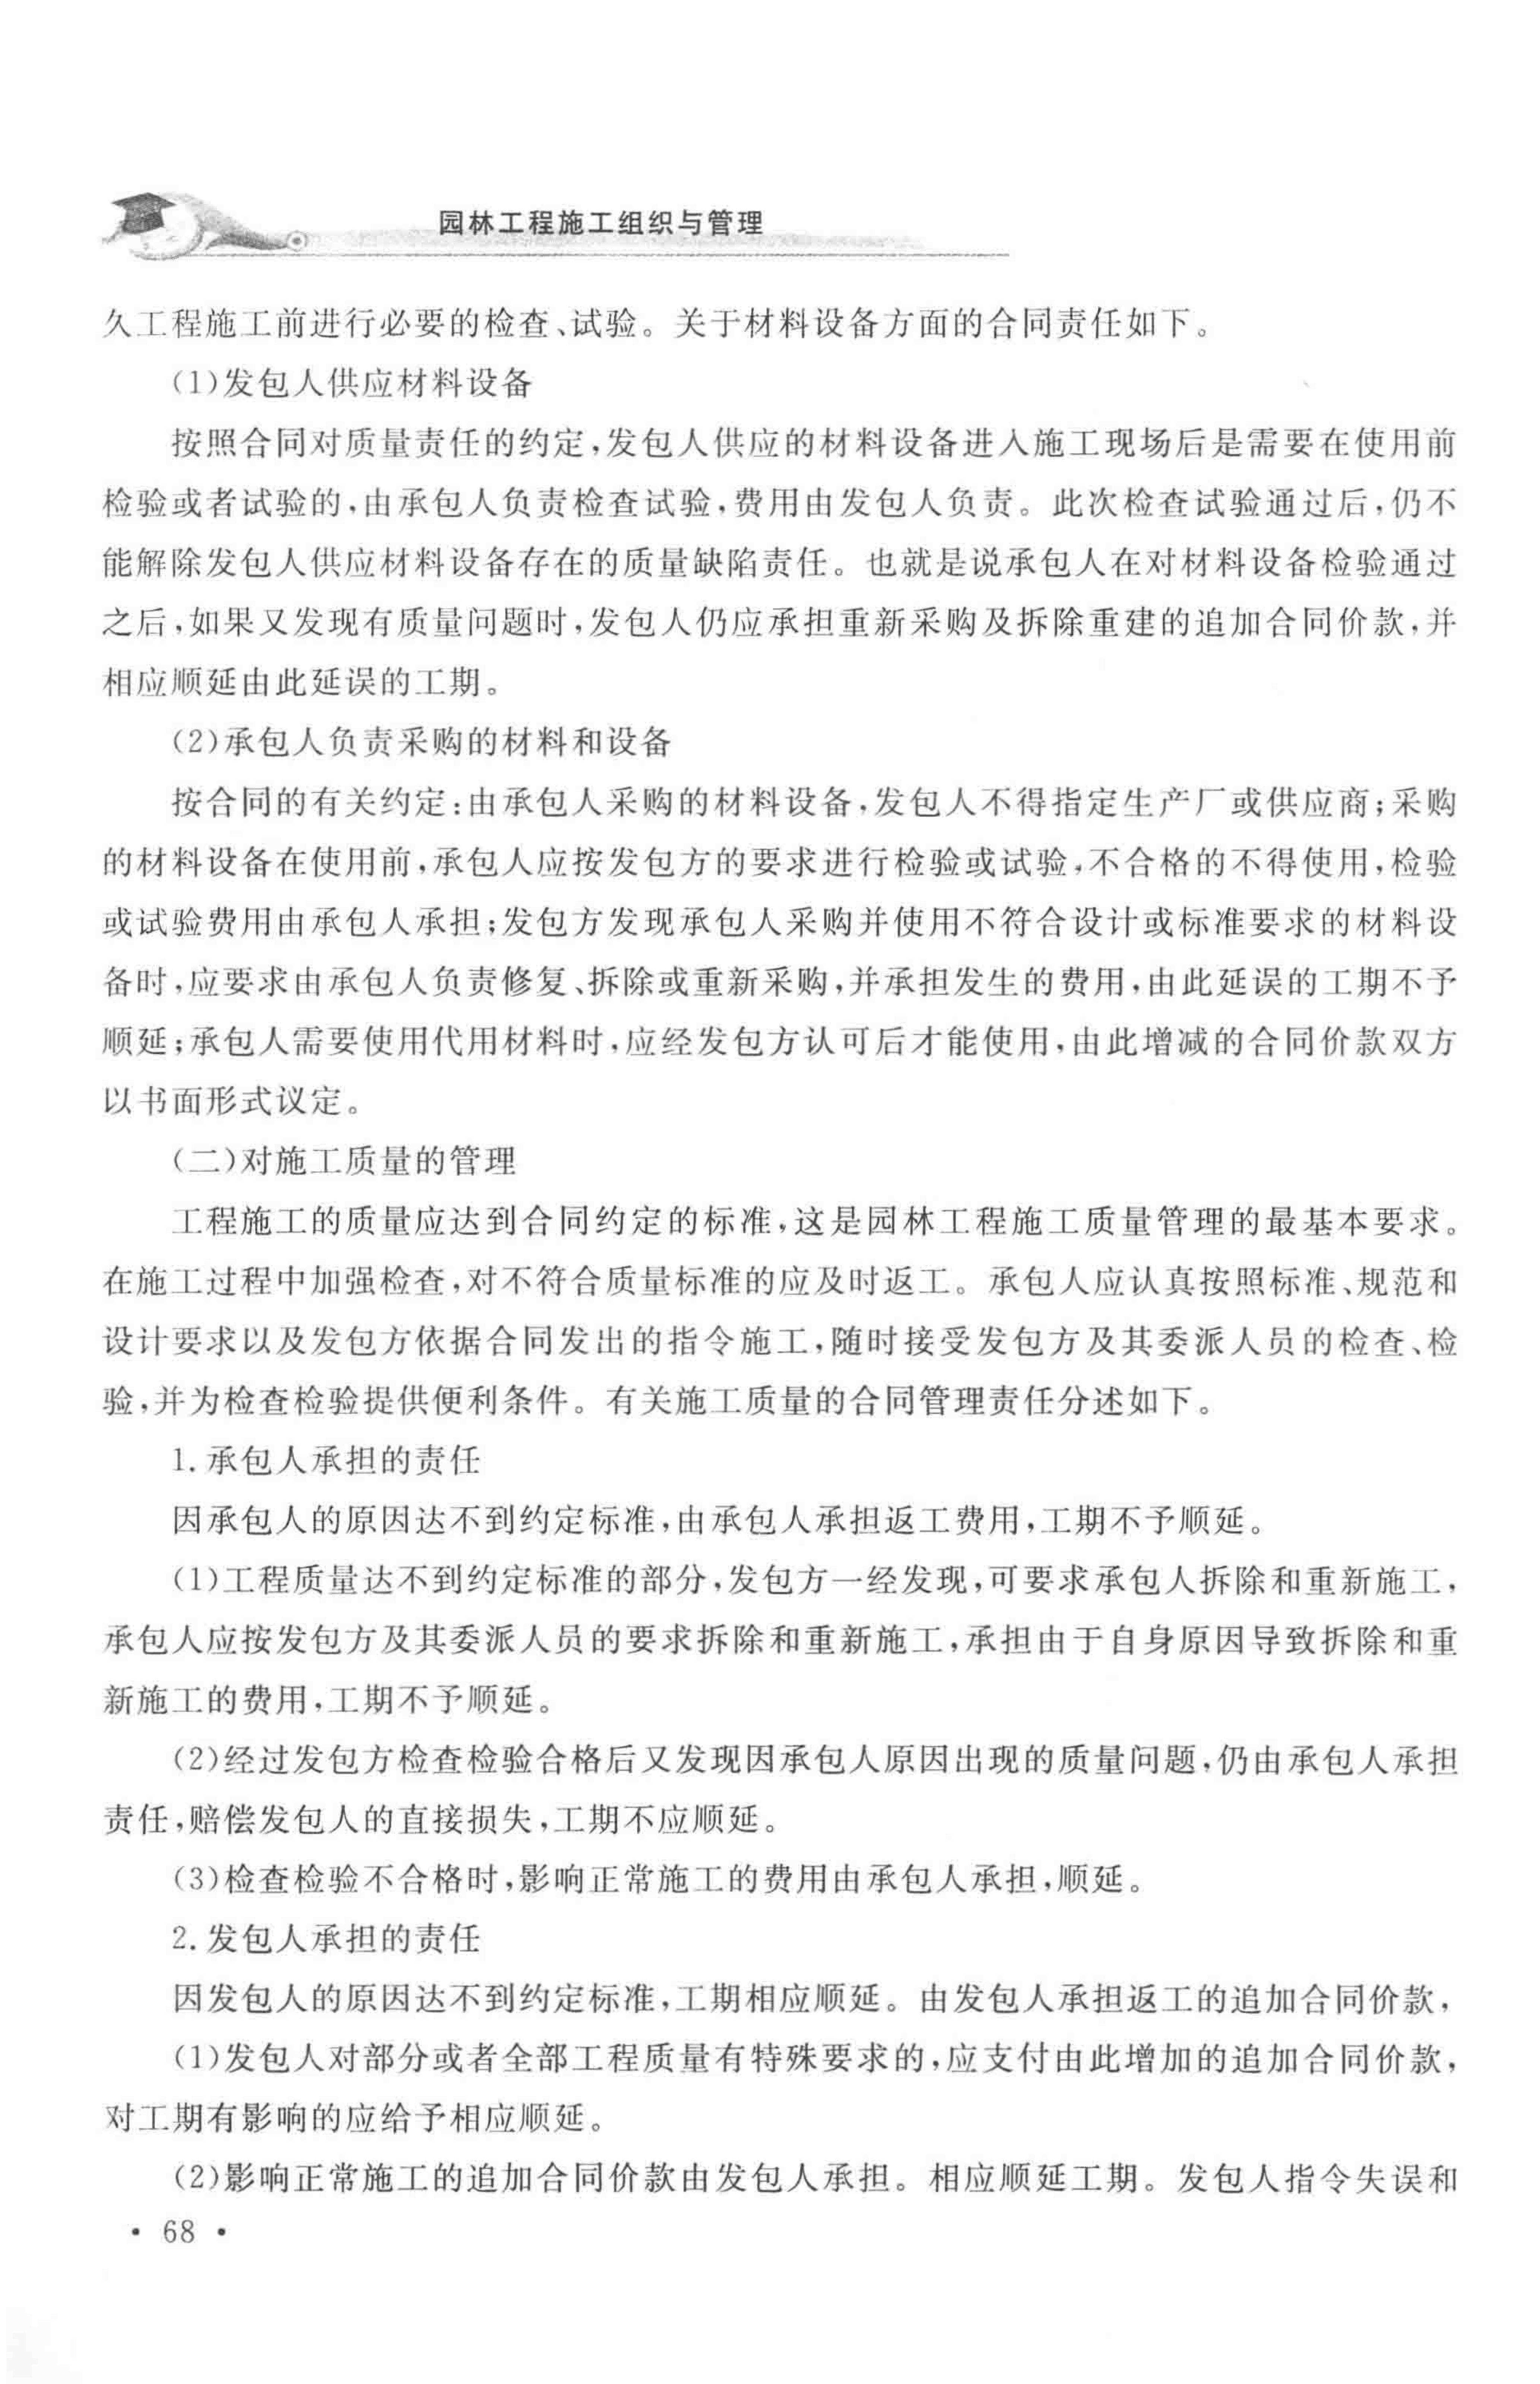 园林工程施工组织与管理
久工程施工前进行必要的检查、试验。关于材料设备方面的合同责任如下。
(1)发包人供应材料设备
按照合同对质量责任的约定,发包人供应的材料设备进入施工现场后是需要在使用前
检验或者试验的,由承包人负责检查试验,费用由发包人负责。此次检查试验通过后,仍不
能解除发包人供应材料设备存在的质量缺陷责任。也就是说承包人在对材料设备检验通过
之后,如果又发现有质量问题时,发包人仍应承担重新采购及拆除重建的追加合同价款,并
相应顺延由此延误的工期。
(2)承包人负责采购的材料和设备
按合同的有关约定:由承包人采购的材料设备,发包人不得指定生产厂或供应商;采购
的材料设备在使用前,承包人应按发包方的要求进行检验或试验,不合格的不得使用,检验
或试验费用由承包人承担;发包方发现承包人采购并使用不符合设计或标准要求的材料设
备时,应要求由承包人负责修复、拆除或重新采购,并承担发生的费用,由此延误的工期不予
顺延;承包人需要使用代用材料时,应经发包方认可后才能使用,由此增减的合同价款双方
以书面形式议定。
(二)对施工质量的管理
工程施工的质量应达到合同约定的标准,这是园林工程施工质量管理的最基本要求。
在施工过程中加强检查,对不符合质量标准的应及时返工。承包人应认真按照标准、规范和
设计要求以及发包方依据合同发出的指令施工,随时接受发包方及其委派人员的检查、检
验,并为检查检验提供便利条件。有关施工质量的合同管理责任分述如下。
1.承包人承担的责任
因承包人的原因达不到约定标准,由承包人承担返工费用,工期不予顺延。
(1)工程质量达不到约定标准的部分,发包方一经发现,可要求承包人拆除和重新施工,
承包人应按发包方及其委派人员的要求拆除和重新施工,承担由于自身原因导致拆除和重
新施工的费用,工期不予顺延。
(2)经过发包方检查检验合格后又发现因承包人原因出现的质量问题,仍由承包人承担
责任,赔偿发包人的直接损失,工期不应顺延。
(3)检查检验不合格时,影响正常施工的费用由承包人承担,顺延。
2.发包人承担的责任
因发包人的原因达不到约定标准,工期相应顺延。由发包人承担返工的追加合同价款,
(1)发包人对部分或者全部工程质量有特殊要求的,应支付由此增加的追加合同价款,
对工期有影响的应给予相应顺延。
(2)影响正常施工的追加合同价款由发包人承担。相应顺延工期。发包人指令失误和
· 68 ·